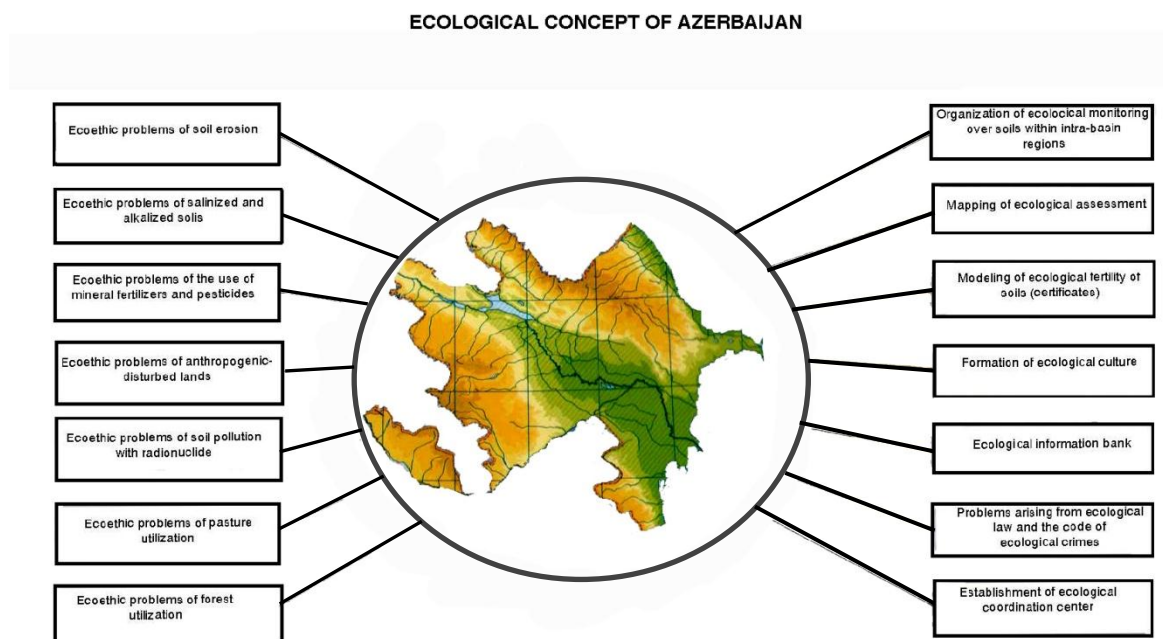 ECOLOGICAL CONCEPT OF AZERBAIJAN
Ecoethic problems of soil erosion
Ecoethic problems of salinized and
alkalized solis
Ecoethic problems of the use of
mineral fertilizers and pesticides
Ecoethic problems of anthropogenic-
disturbed lands
Ecoethic problems of soil pollution
with radionuclide
Ecoethic problems of pasture
utilization
Ecoethic problems of forest
utilization
Organization of ecolocical monitoring
over soils within intra-basin
regions
Mapping of ecological assessment
Modeling of ecological fertility of
soils (certificates)
Formation of ecological culture
Ecological information bank
Problems arising from ecological
law and the code of
ecological crimes
Establishment of ecological
coordination center